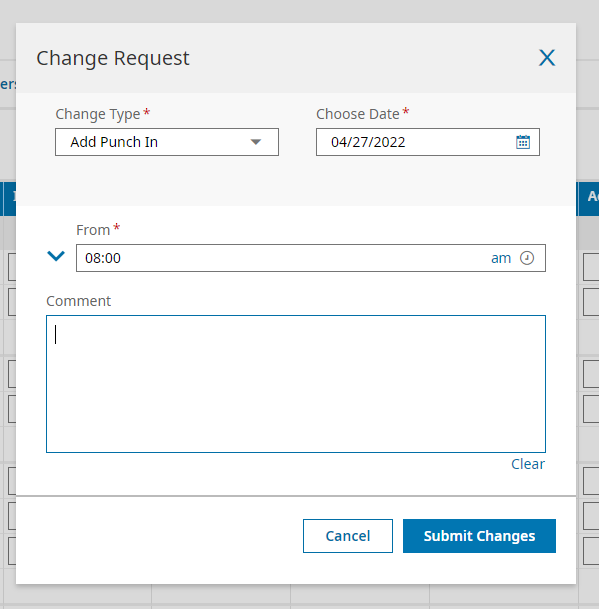 Change Request
Change Type *
Choose Date *
Add Punch In
04/27/2022
From *
08:00
am
Comment
Clear
Cancel
Submit Changes